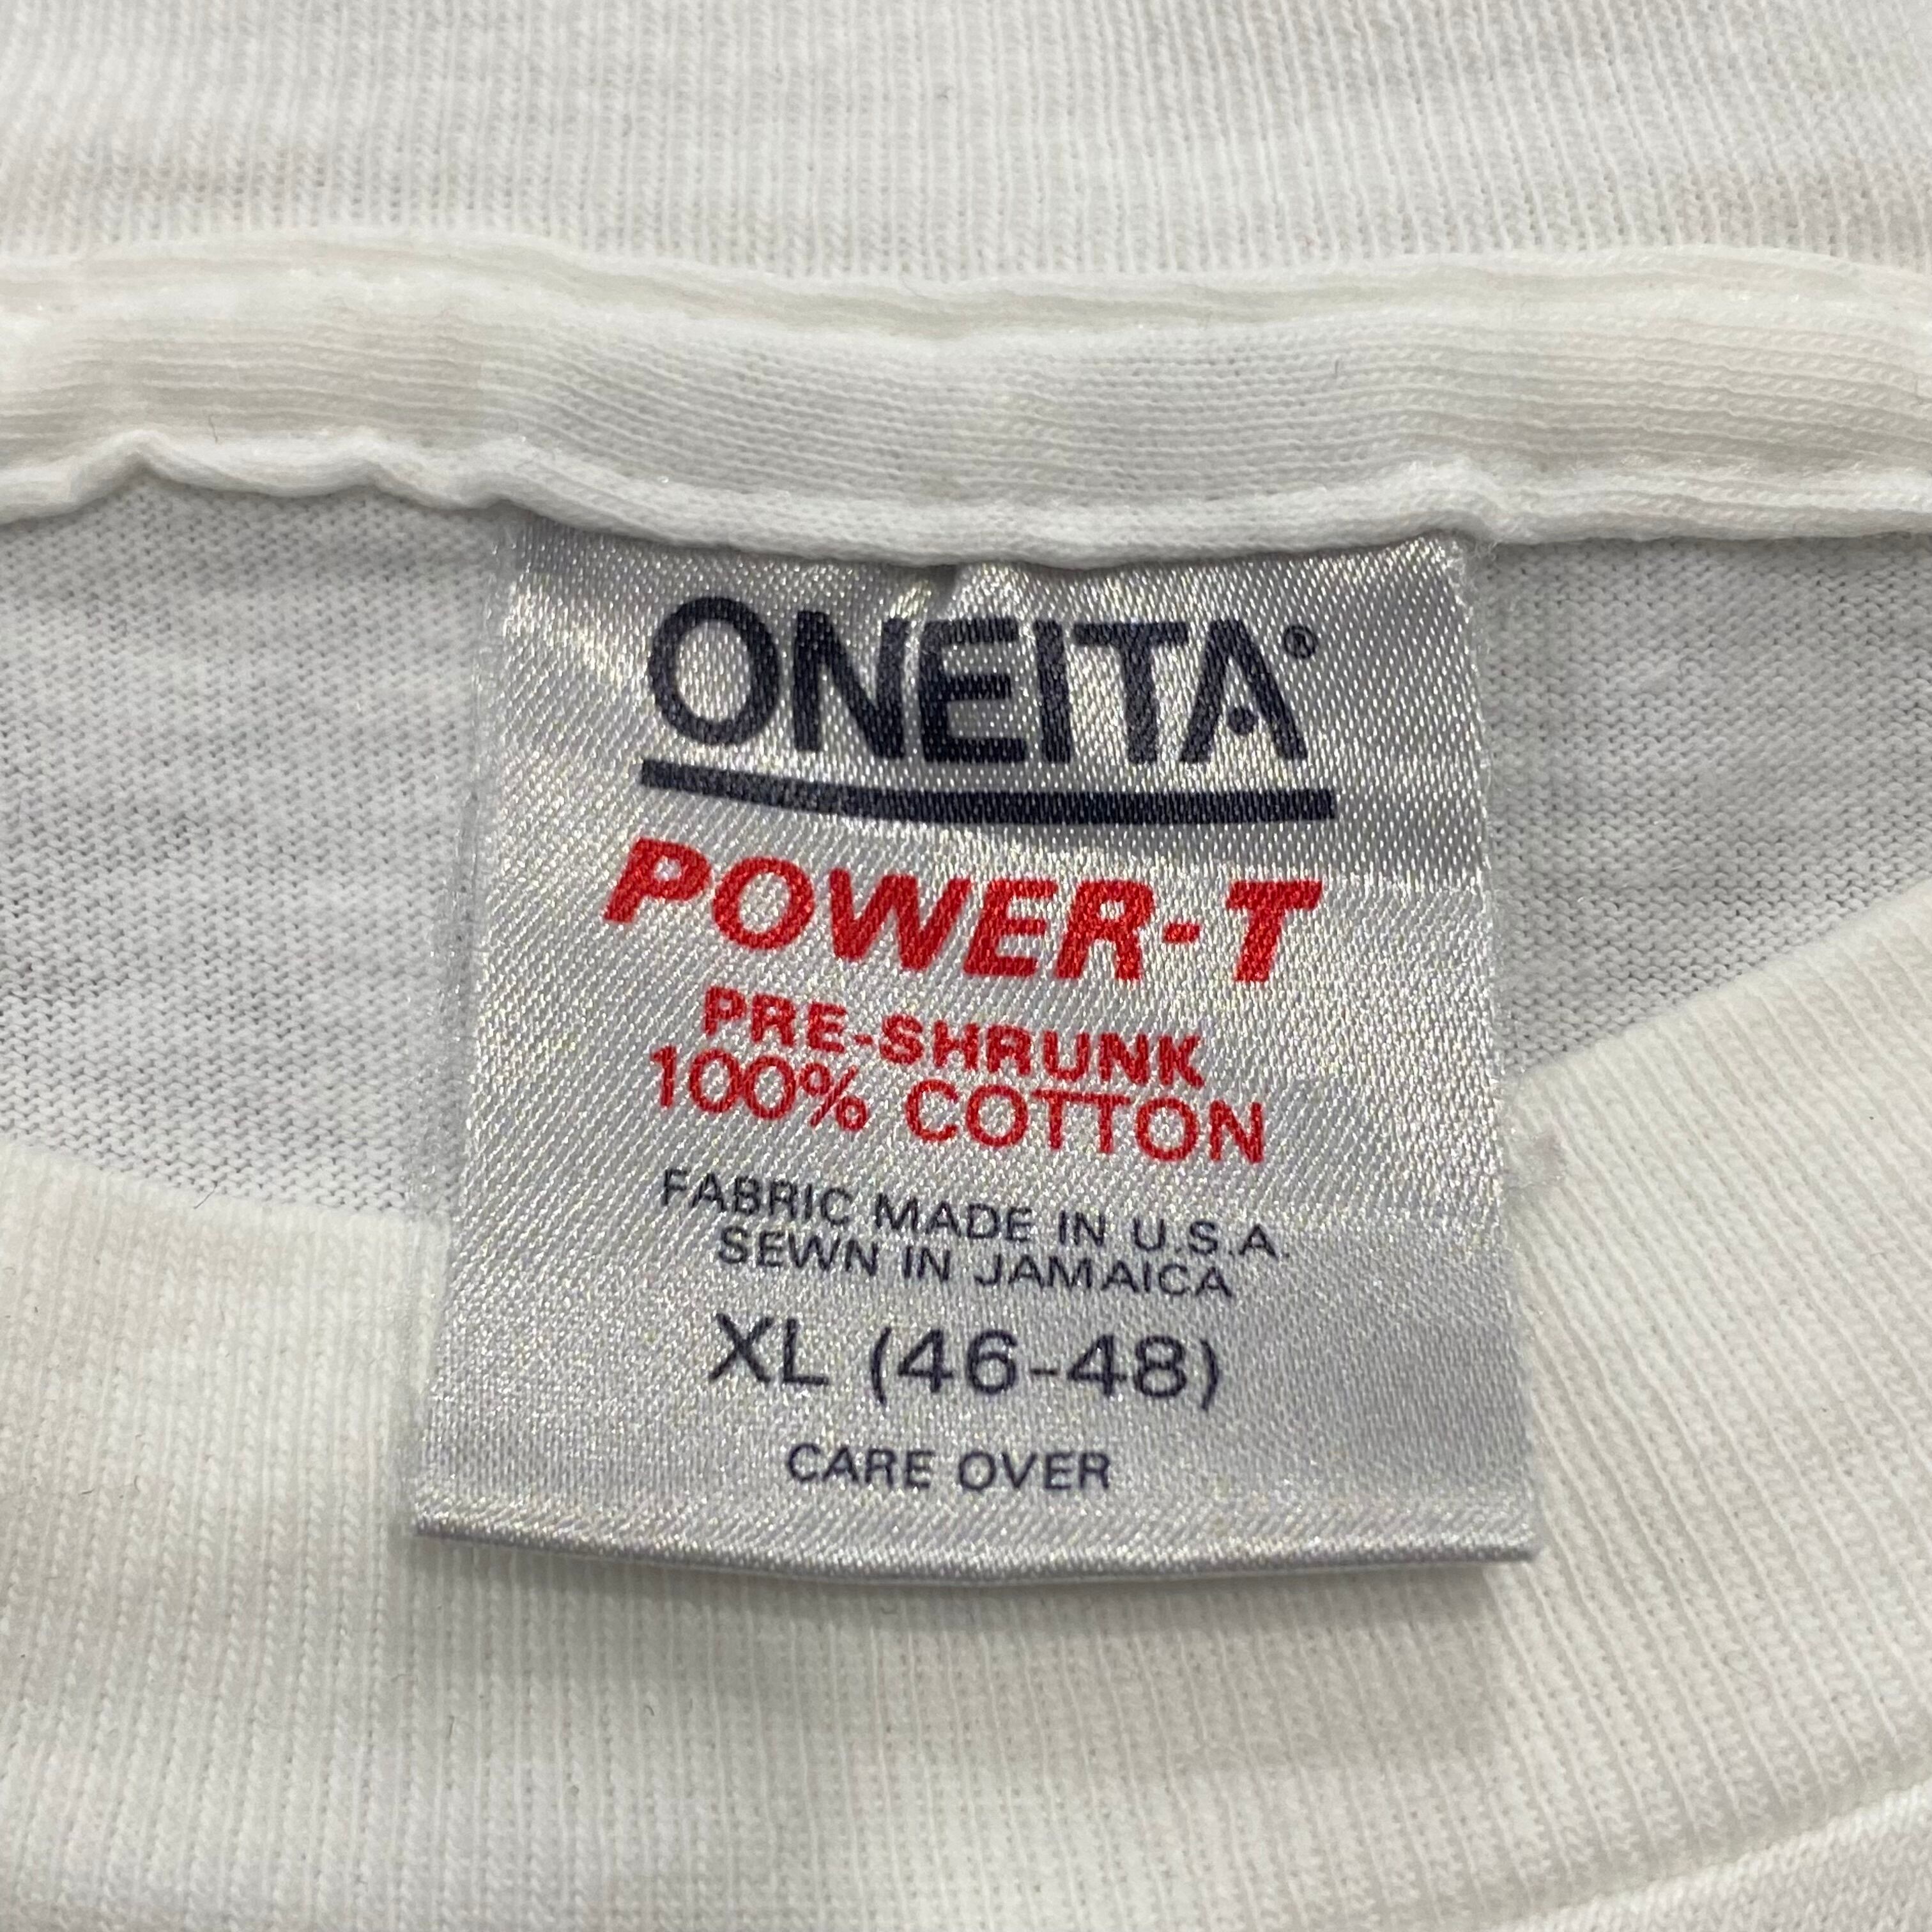 ONEITA®
POWER-T
PRE-SHRUNK
100% COTTON
FABRIC MADE IN U.S.A.
SEWN IN JAMAICA
XL (46-48)
CARE OVER